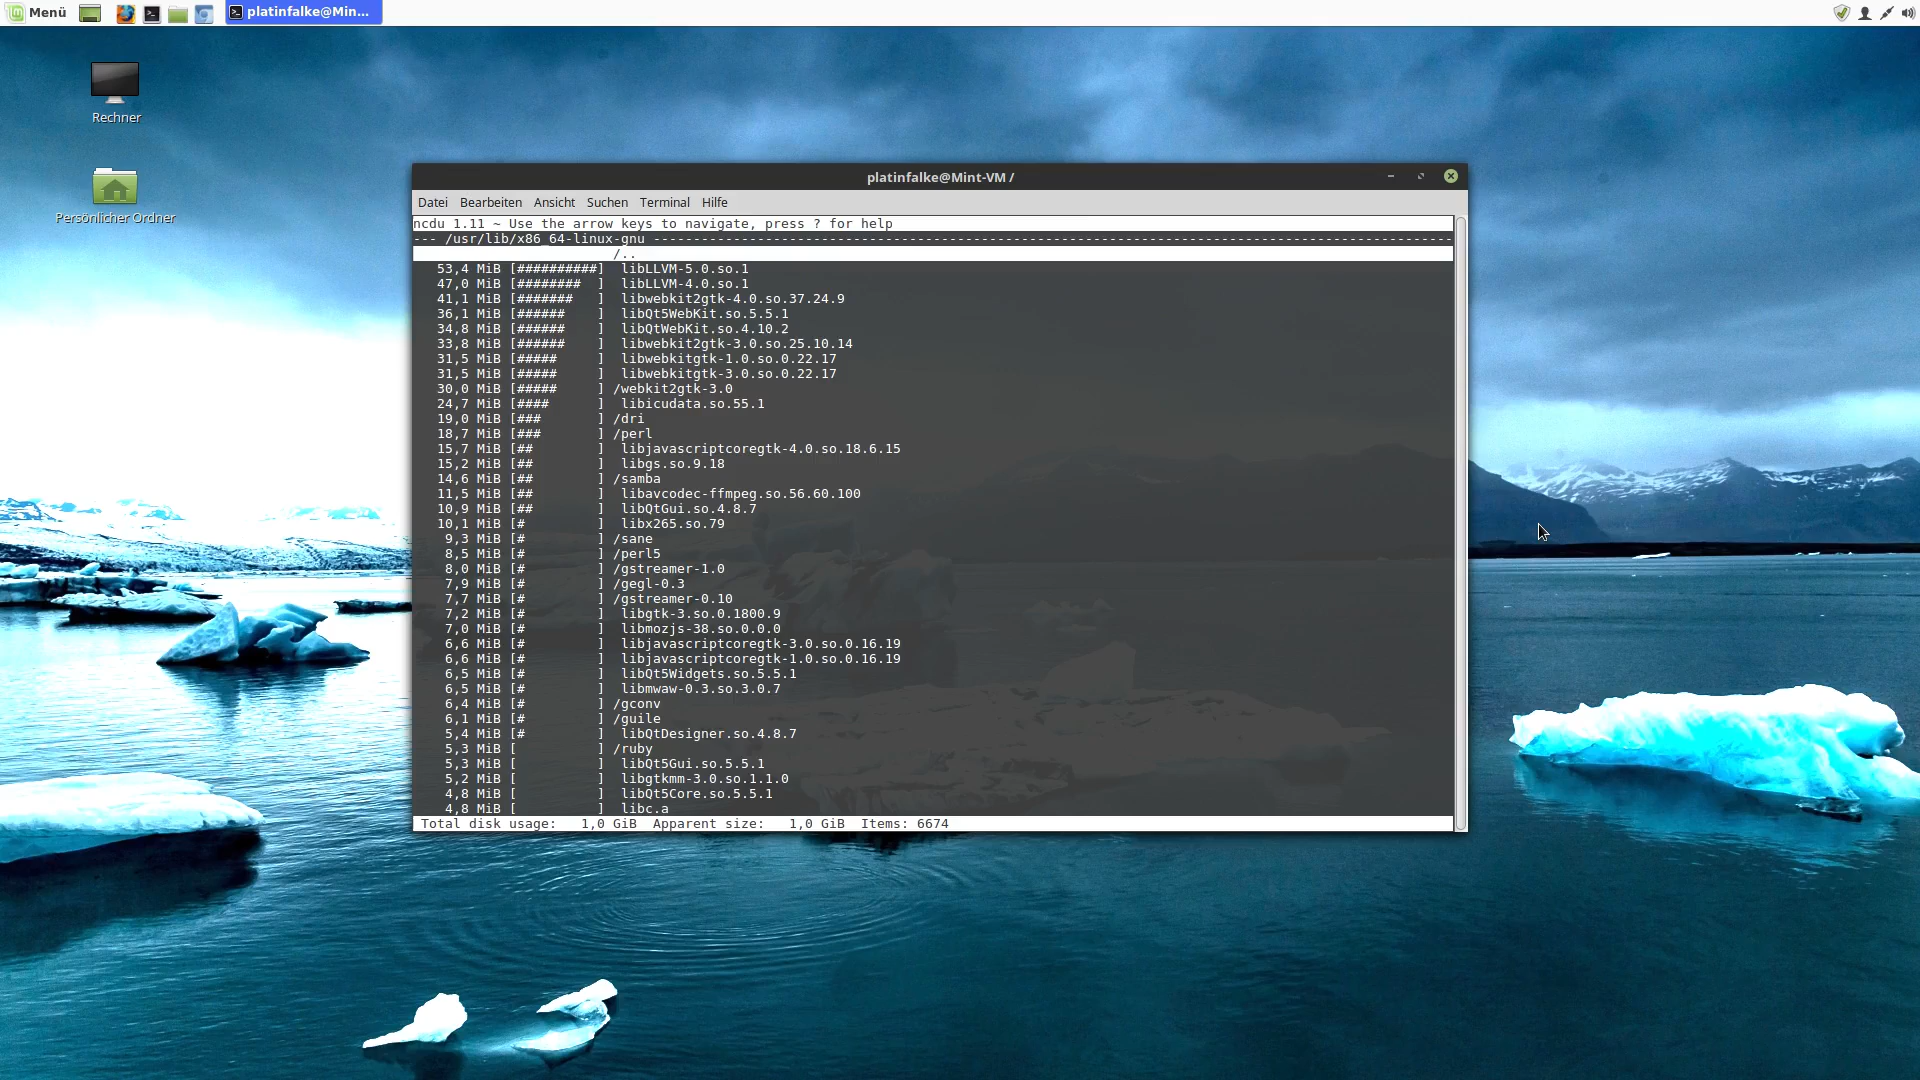 Menü
platinfalke@Min...
Rechner
Persönlicher Ordner
platinfalke@Mint-VM /
Datei Bearbeiten Ansicht Suchen Terminal Hilfe
ncdu 1.11 ~ Use the arrow keys to navigate, press ? for help
--- /usr/lib/x86_64-linux-gnu ----------------------------------------------------------------------------------------------------
/..
53,4 MiB [##########]  libLLVM-5.0.so.1
47,0 MiB [########  ]  libLLVM-4.0.so.1
41,1 MiB [#######   ]  libwebkit2gtk-4.0.so.37.24.9
36,1 MiB [######    ]  libQt5WebKit.so.5.5.1
34,8 MiB [######    ]  libQtWebKit.so.4.10.2
33,8 MiB [######    ]  libwebkit2gtk-3.0.so.25.10.14
31,5 MiB [#####     ]  libwebkitgtk-1.0.so.0.22.17
31,5 MiB [#####     ]  libwebkitgtk-3.0.so.0.22.17
30,0 MiB [#####     ] /webkit2gtk-3.0
24,7 MiB [####      ]  libicudata.so.55.1
19,0 MiB [###       ] /dri
18,7 MiB [###       ] /perl
15,7 MiB [##        ]  libjavascriptcoregtk-4.0.so.18.6.15
15,2 MiB [##        ]  libgs.so.9.18
14,6 MiB [##        ] /samba
11,5 MiB [##        ]  libavcodec-ffmpeg.so.56.60.100
10,9 MiB [##        ]  libQtGui.so.4.8.7
10,1 MiB [#         ]  libx265.so.79
9,3 MiB [#         ] /sane
8,5 MiB [#         ] /perl5
8,0 MiB [#         ] /gstreamer-1.0
7,9 MiB [#         ] /gegl-0.3
7,7 MiB [#         ] /gstreamer-0.10
7,2 MiB [#         ]  libgtk-3.so.0.1800.9
7,0 MiB [#         ]  libmozjs-38.so.0.0.0
6,6 MiB [#         ]  libjavascriptcoregtk-3.0.so.0.16.19
6,6 MiB [#         ]  libjavascriptcoregtk-1.0.so.0.16.19
6,5 MiB [#         ]  libQt5Widgets.so.5.5.1
6,5 MiB [#         ]  libmwaw-0.3.so.3.0.7
6,4 MiB [#         ] /gconv
6,1 MiB [#         ] /guile
5,4 MiB [#         ]  libQtDesigner.so.4.8.7
5,3 MiB [          ] /ruby
5,3 MiB [          ]  libQt5Gui.so.5.5.1
5,2 MiB [          ]  libgtkmm-3.0.so.1.1.0
4,8 MiB [          ]  libQt5Core.so.5.5.1
4,8 MiB [          ]  libc.a
Total disk usage:   1,0 GiB  Apparent size:   1,0 GiB  Items: 6674